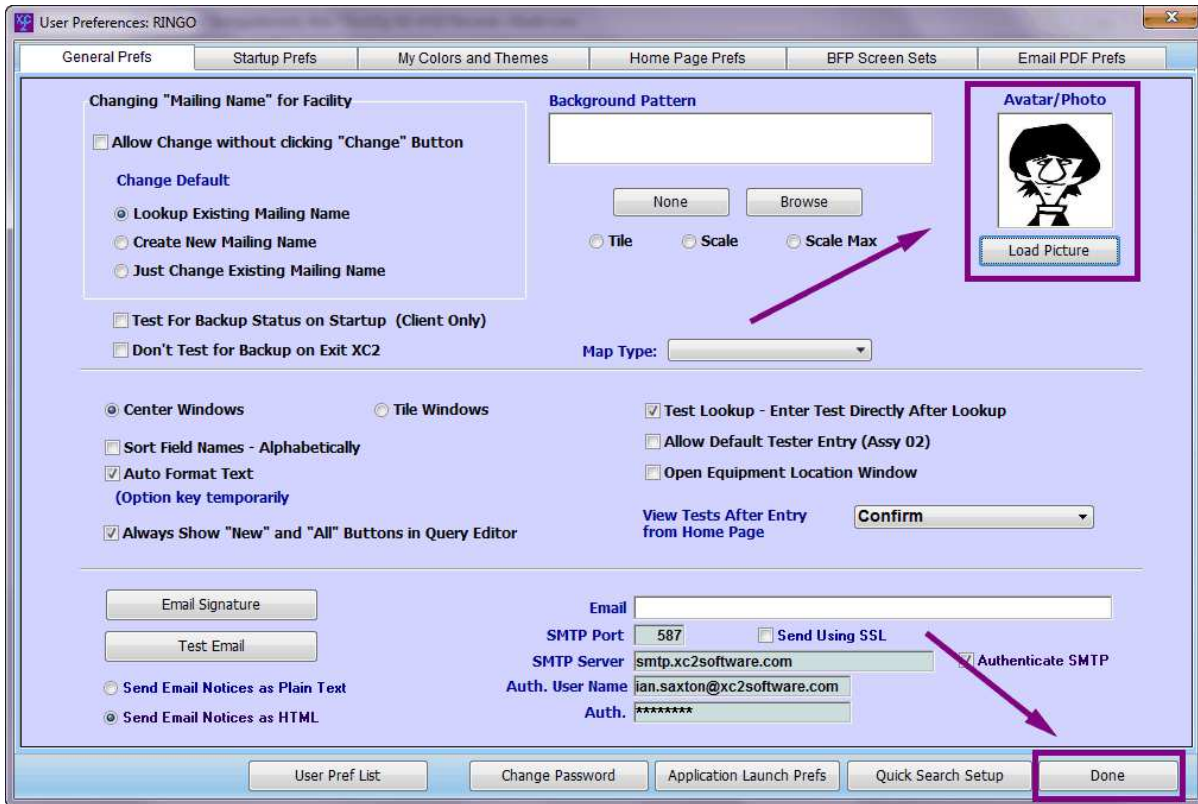 User Preferences: RINGO
General Prefs
Startup Prefs
My Colors and Themes
Home Page Prefs
BFP Screen Sets
Email PDF Prefs
Changing "Mailing Name" for Facility
Allow Change without clicking "Change" Button
Change Default
Lookup Existing Mailing Name
Create New Mailing Name
Just Change Existing Mailing Name
Background Pattern
None
Browse
Tile
Scale
Scale Max
Avatar/Photo
Load Picture
Test For Backup Status on Startup (Client Only)
Don't Test for Backup on Exit XC2
Map Type:
Center Windows
Tile Windows
Sort Field Names - Alphabetically
Auto Format Text
(Option key temporarily
Always Show "New" and "All" Buttons in Query Editor
Test Lookup - Enter Test Directly After Lookup
Allow Default Tester Entry (Assy 02)
Open Equipment Location Window
View Tests After Entry
from Home Page
Confirm
Email Signature
Test Email
Send Email Notices as Plain Text
Send Email Notices as HTML
Email
SMTP Port 587
Send Using SSL
SMTP Server smtp.xc2software.com
Authenticate SMTP
Auth. User Name ian.saxton@xc2software.com
Auth. ********
User Pref List
Change Password
Application Launch Prefs
Quick Search Setup
Done